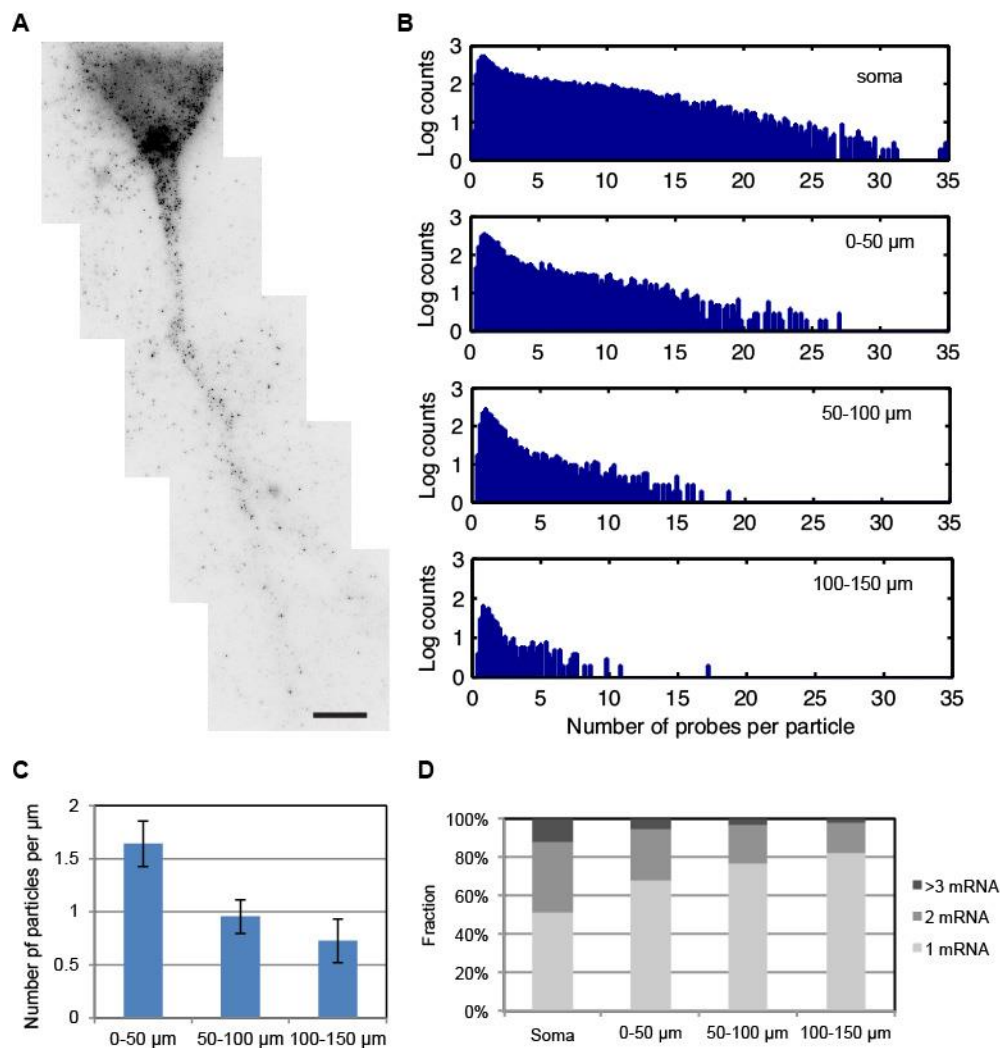 A
B
3
2
1
0
Log counts
soma
0 5 10 15 20 25 30 35
3
2
1
0
Log counts
0-50 µm
0 5 10 15 20 25 30 35
3
2
1
0
Log counts
50-100 µm
0 5 10 15 20 25 30 35
3
2
1
0
Log counts
100-150 µm
0 5 10 15 20 25 30 35
Number of probes per particle
C
Number of particles per µm
2
1.5
1
0.5
0
0-50 µm 50-100 µm 100-150 µm
D
Fraction
100%
80%
60%
40%
20%
0%
Soma 0-50 µm 50-100 µm 100-150 µm
>3 mRNA
2 mRNA
1 mRNA